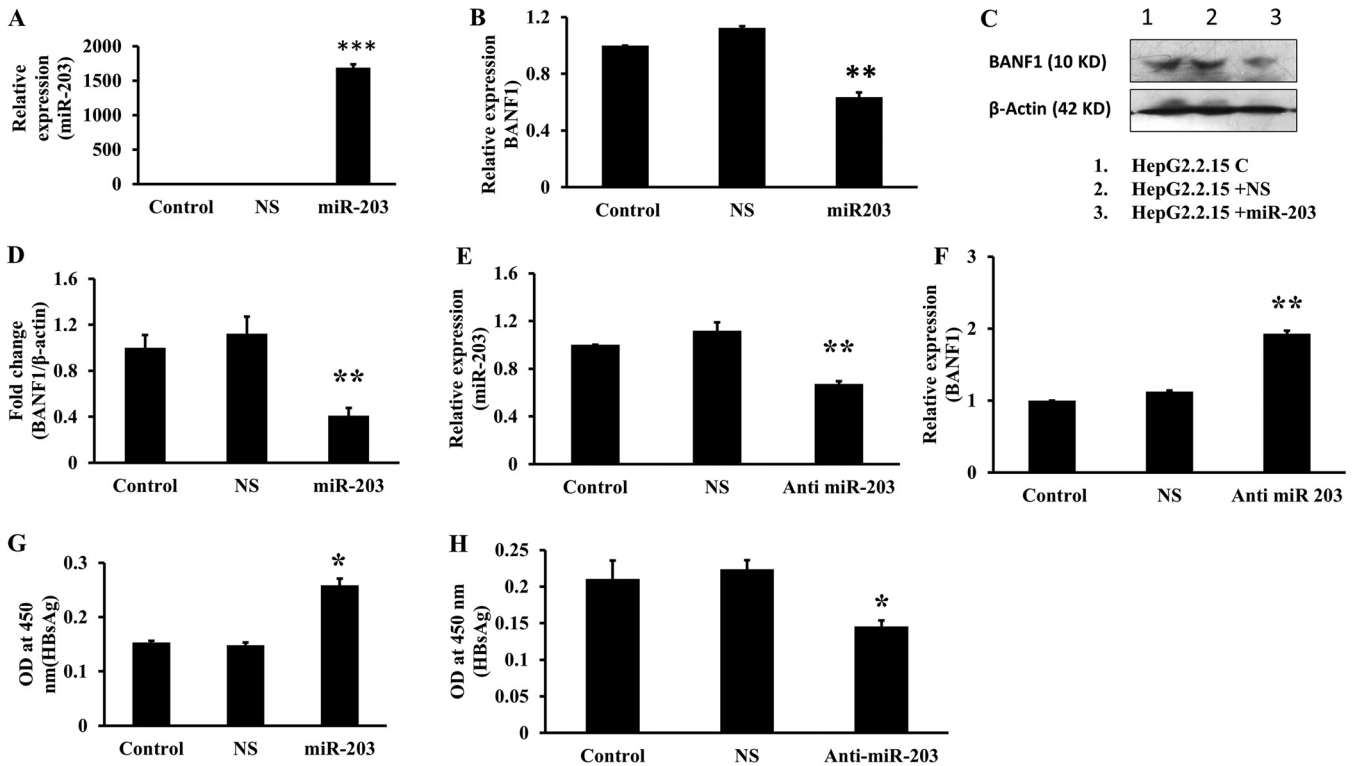 A
Relative
expression
(miR-203)
2000
1500
1000
500
0
***
Control NS miR-203
B
Relative expression
BANF1
1.2
0.8
0.4
0
**
Control NS miR203
C
1 2 3
BANF1 (10 KD)
β-Actin (42 KD)
1. HepG2.2.15 C
2. HepG2.2.15 +NS
3. HepG2.2.15 +miR-203
D
Fold change
(BANF1/β-actin)
1.6
1.2
0.8
0.4
0
**
Control NS miR-203
E
Relative expression
(miR-203)
1.6
1.2
0.8
0.4
0
**
Control NS Anti miR-203
F
Relative expression
(BANF1)
3
2
1
0
**
Control NS Anti miR 203
G
OD at 450
nm(HBsAg)
0.3
0.2
0.1
0
*
Control NS miR-203
H
OD at 450 nm
(HBsAg)
0.25
0.2
0.15
0.1
0.05
0
*
Control NS Anti-miR-203